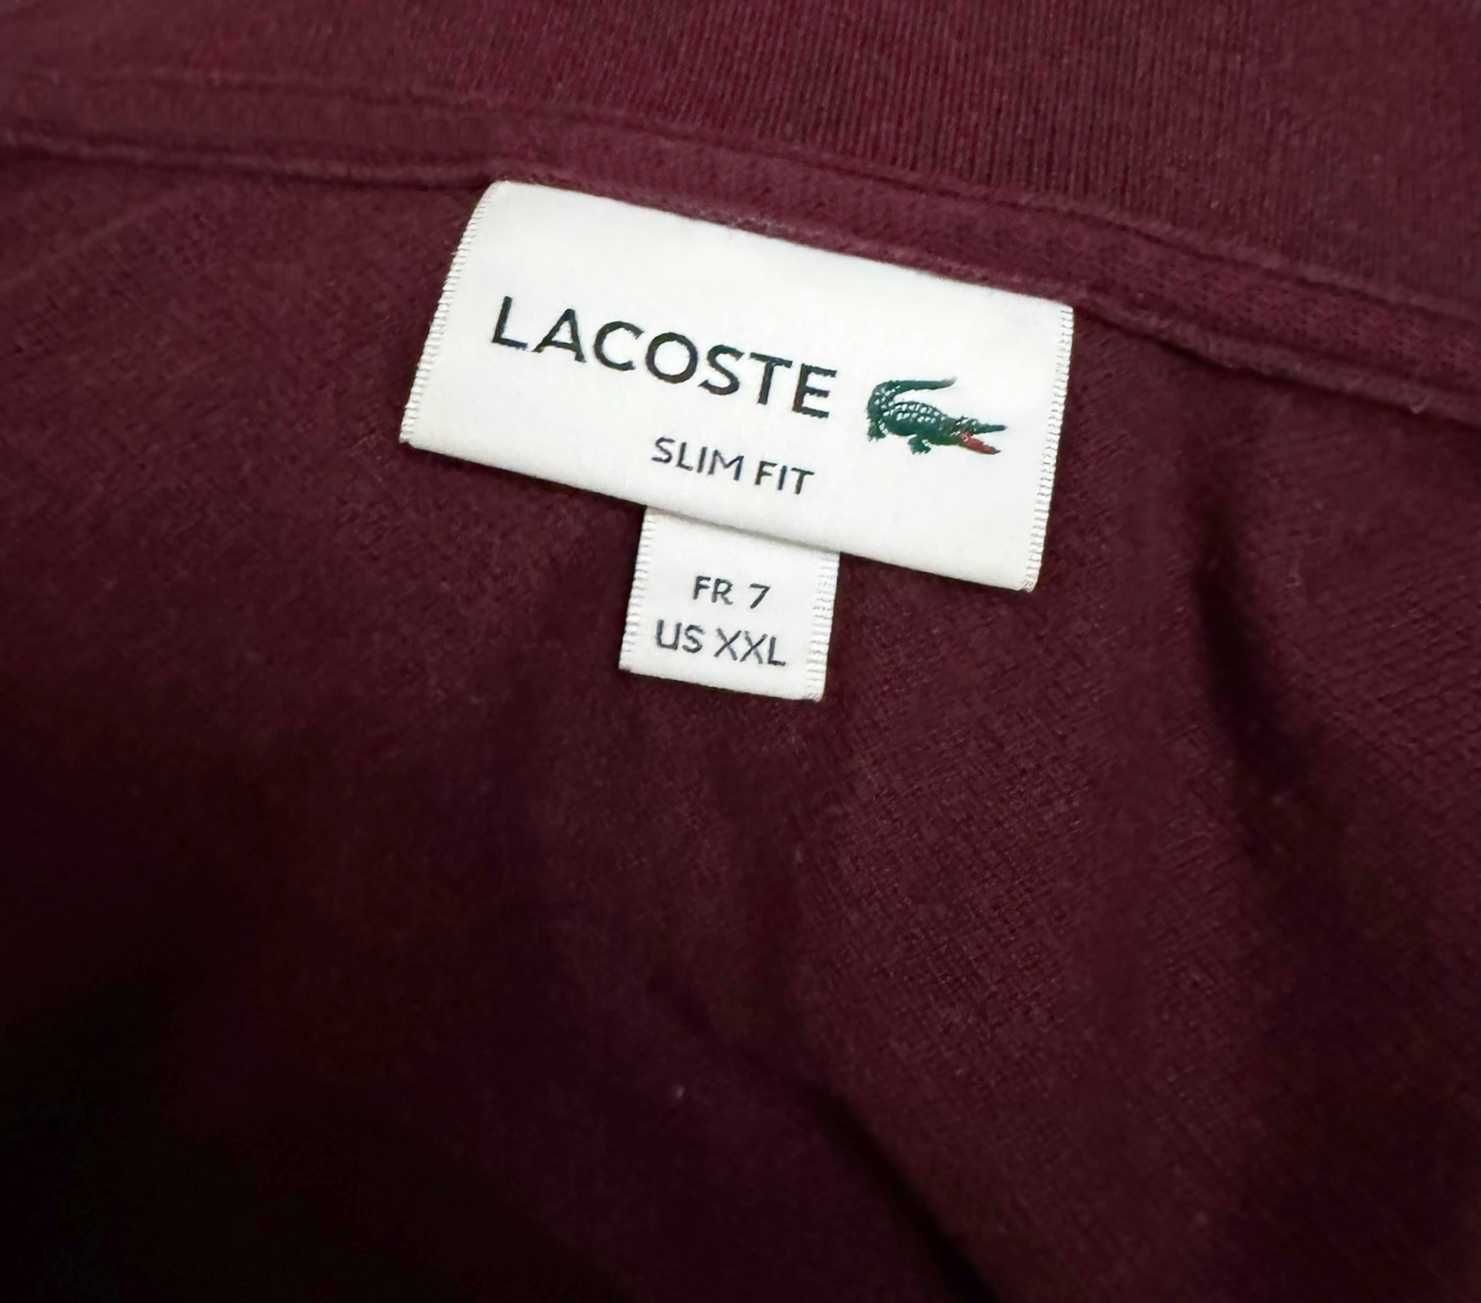 LACOSTE
SLIM FIT
FR 7
US XXL